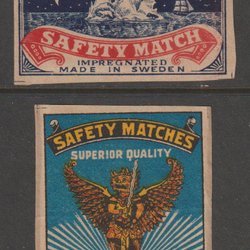 SAFETY MATCH
IMPREGNATED
MADE IN SWEDEN
SAFETY MATCHES
SUPERIOR QUALITY